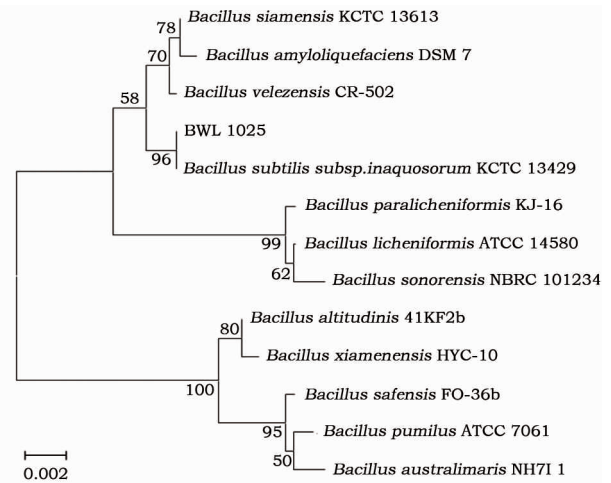 78
Bacillus siamensis KCTC 13613
Bacillus amyloliquefaciens DSM 7
70
Bacillus velezensis CR-502
58
BWL 1025
96
Bacillus subtilis subsp.inaquosorum KCTC 13429
Bacillus paralicheniformis KJ-16
99
Bacillus licheniformis ATCC 14580
62
Bacillus sonorensis NBRC 101234
Bacillus altitudinis 41KF2b
80
Bacillus xiamenensis HYC-10
100
Bacillus safensis FO-36b
95
Bacillus pumilus ATCC 7061
50
Bacillus australimaris NH7I 1
0.002